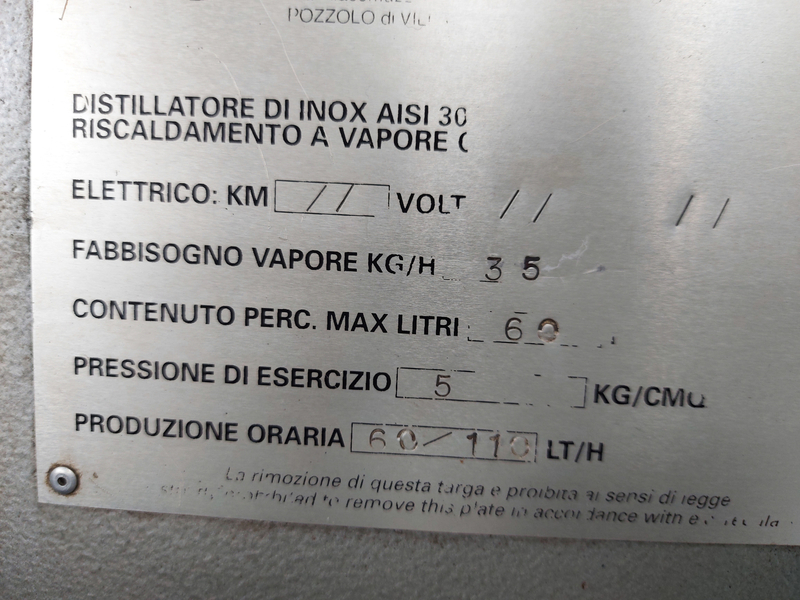 POZZOLO di
DISTILLATORE DI INOX AISI 30
RISCALDAMENTO A VAPORE
ELETTRICO: KM // VOLT // //
FABBISOGNO VAPORE KG/H 35
CONTENUTO PERC. MAX LITRI 60
PRESSIONE DI ESERCIZIO 5 KG/CMQ
PRODUZIONE ORARIA 60/110 LT/H
La rimozione di questa targa e proibita ai sensi di legge
to remove this plate in accordance with